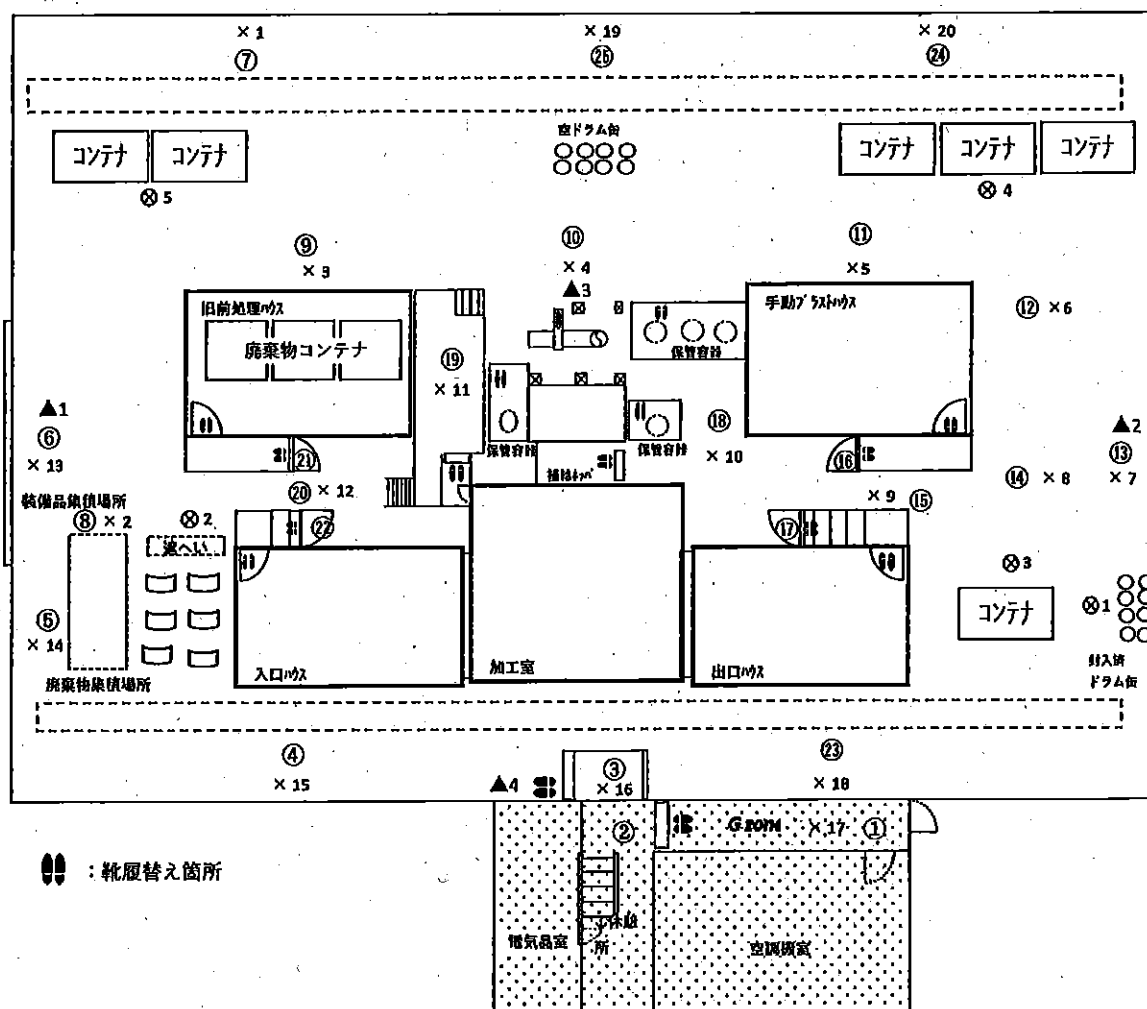 ×1 ×19 ×20
⑦ ㉕ ㉔
コンテナ コンテナ 空ドラム缶 コンテナ コンテナ コンテナ
⊗5 ⊗4
⑨ ⑩ ⑪
×3 ×4 ×5
▲3
旧前処理ハウス 手動ブラストハウス ⑫ ×6
廃棄物コンテナ 保管容器
⑲
×11
▲1 ⑱ ▲2
⑥ 保管容器 保管容器 ⑬
×13 ㉑ ×10 ⑯
⑭ ×8 ×7
⑳ ×12 ×9 ⑮
装備品集積場所
⑧ ×2 ⊗2 ㉒ ⑰
⊗3
⑤ コンテナ ⊗1
×14
入口ハウス 加工室 出口ハウス 封入済
廃棄物集積場所 ドラム缶
④ ㉓
×15 ▲4 ③ ×18
×16
② G zone ×17 ①
：靴履替え箇所
休憩
電気品室 所 空調機室